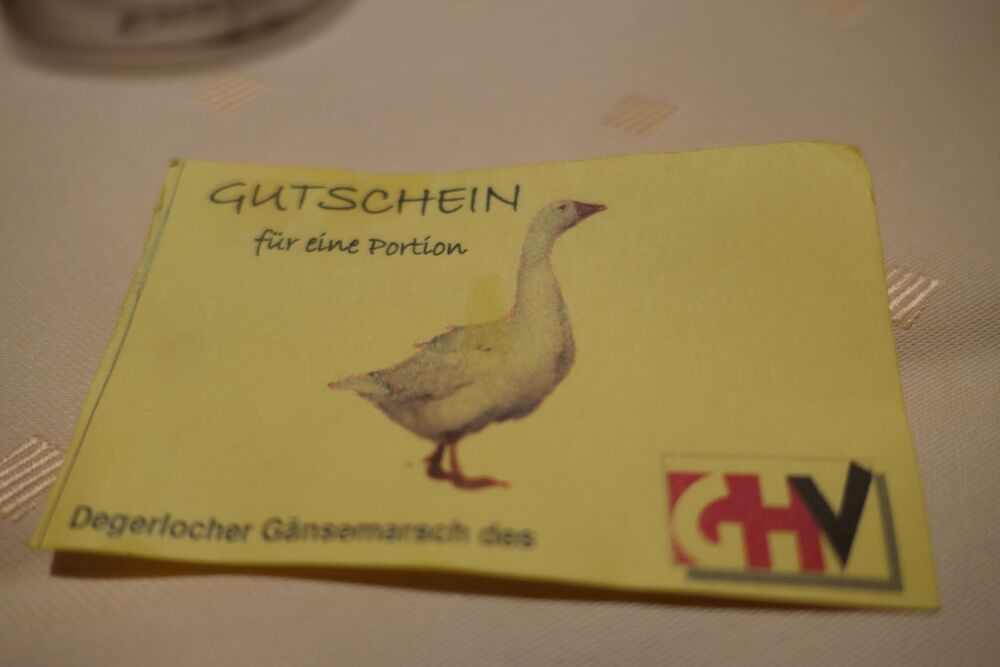 GUTSCHEIN
für eine Portion
Degerlocher Gänsemarsch des
GHV